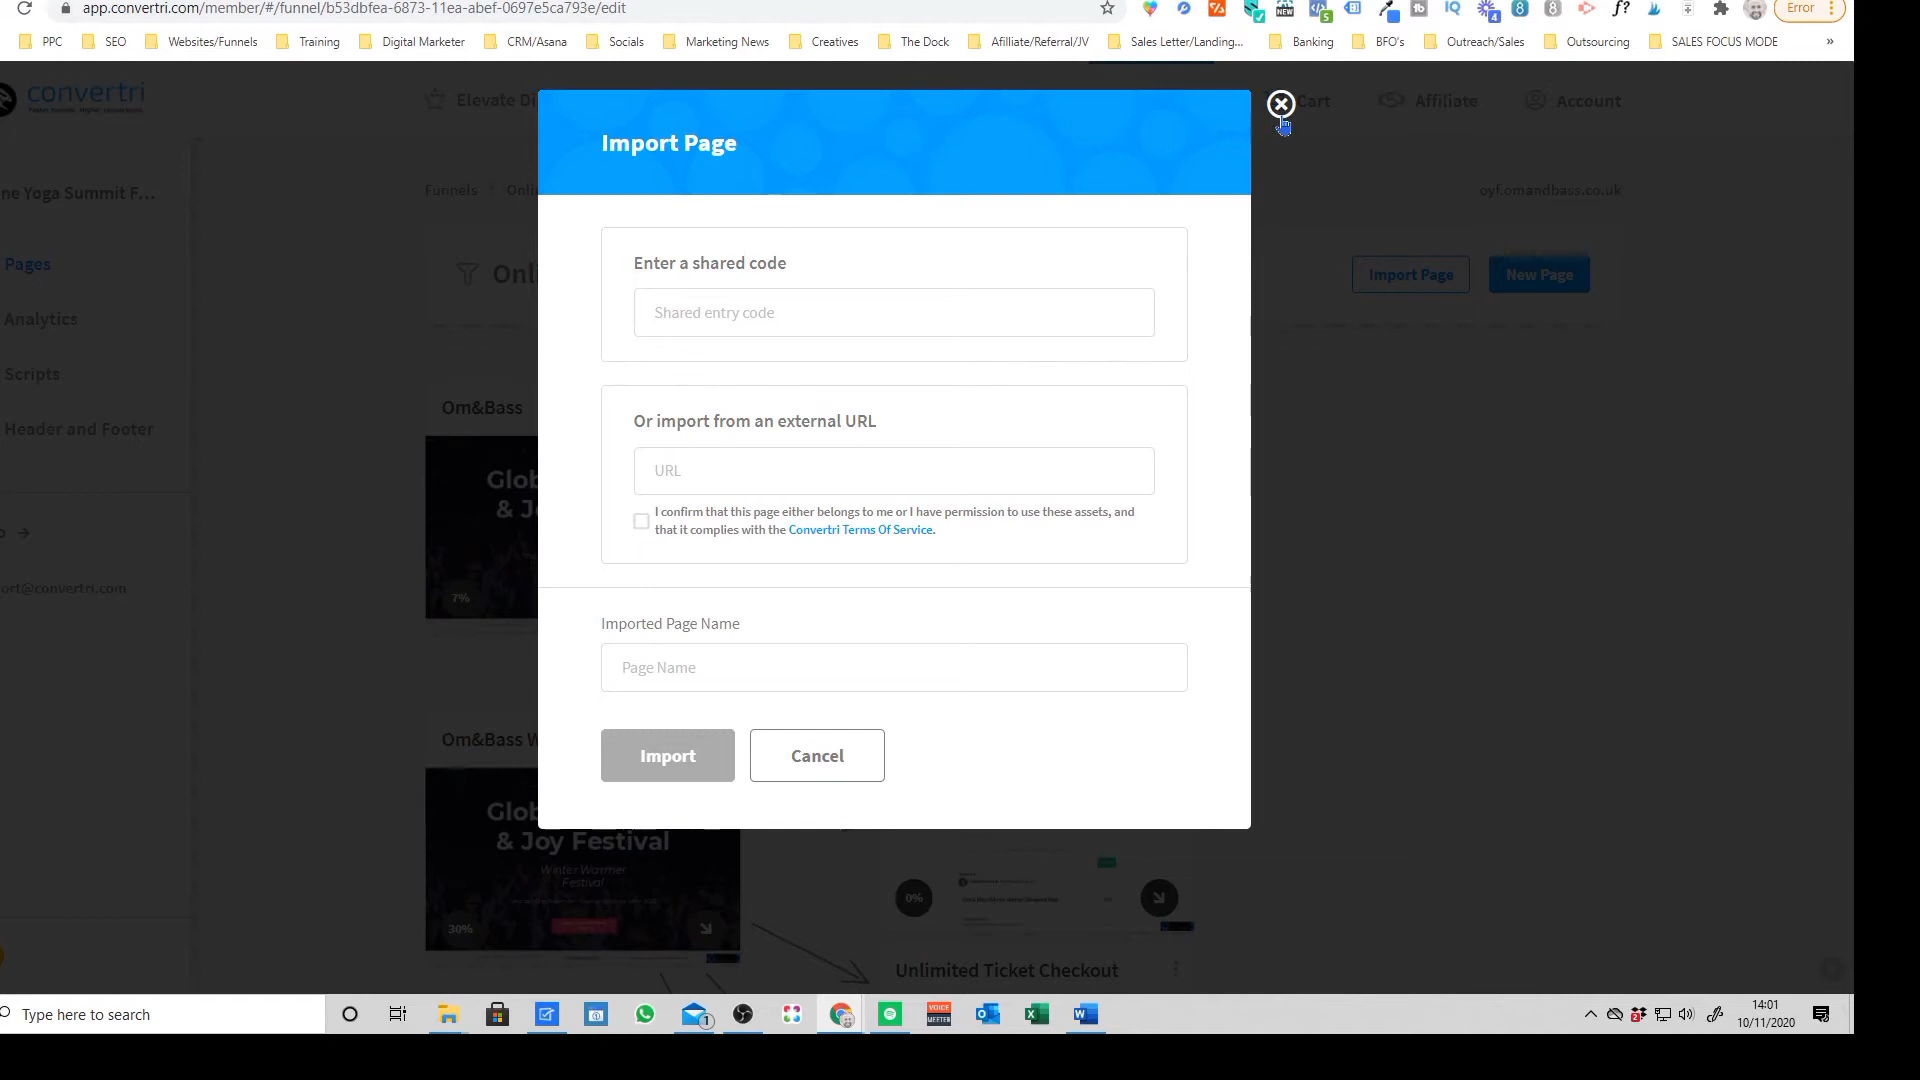 app.convertri.com/member/#/funnel/b53dbfea-6873-11ea-abef-0697e5ca793e/edit
Error
PPC SEO Websites/Funnels Training Digital Marketer CRM/Asana Socials Marketing News Creatives The Dock Afilliate/Referral/JV Sales Letter/Landing... Banking BFO's Outreach/Sales Outsourcing SALES FOCUS MODE »
convertri
Elevate Di
Cart Affiliate Account
Import Page
ne Yoga Summit F...
Funnels / Onli
oyf.omandbass.co.uk
Pages
Onl
Import Page
New Page
Enter a shared code
Shared entry code
Analytics
Scripts
Header and Footer
Om&Bass
Or import from an external URL
URL
I confirm that this page either belongs to me or I have permission to use these assets, and
that it complies with the Convertri Terms Of Service.
Glob
& Jo
7%
ort@convertri.com
Imported Page Name
Page Name
Import
Cancel
Om&Bass W
Glob
& Joy Festival
Winter Warmer
Festival
30%
0%
Unlimited Ticket Checkout
Type here to search
14:01
10/11/2020